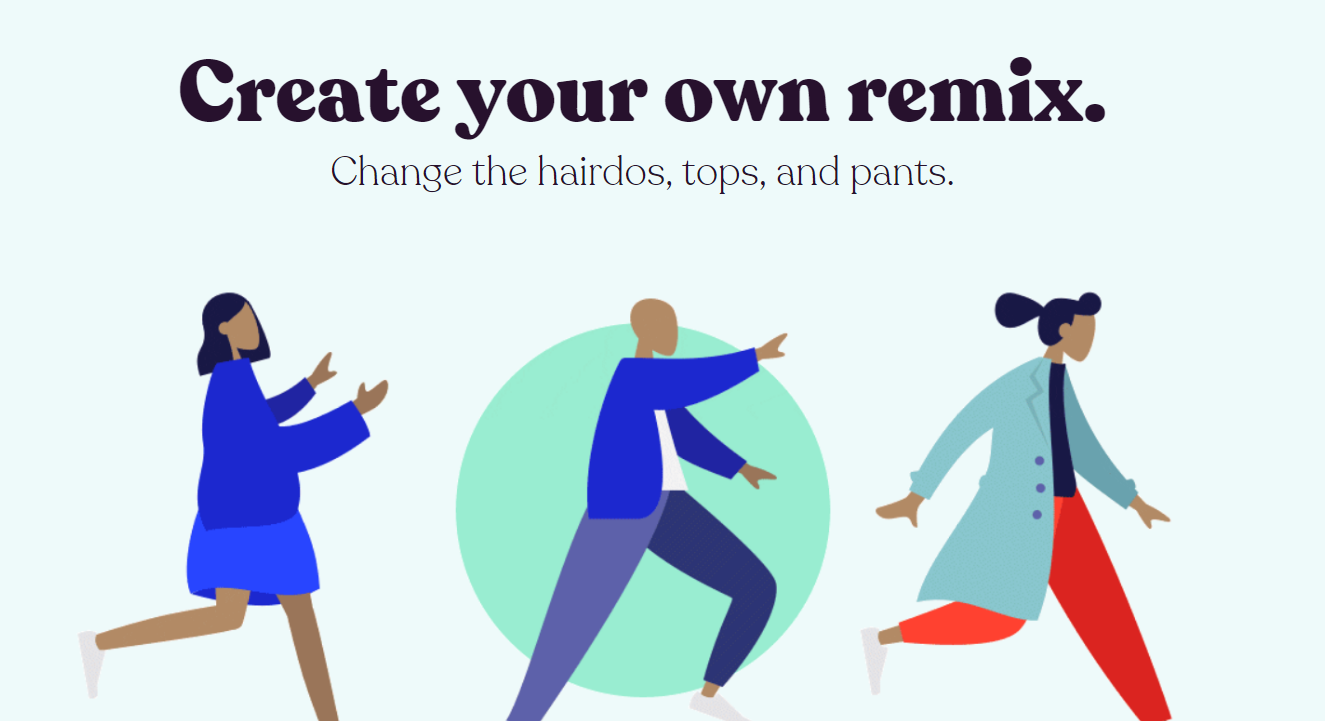 Create your own remix.
Change the hairdos, tops, and pants.